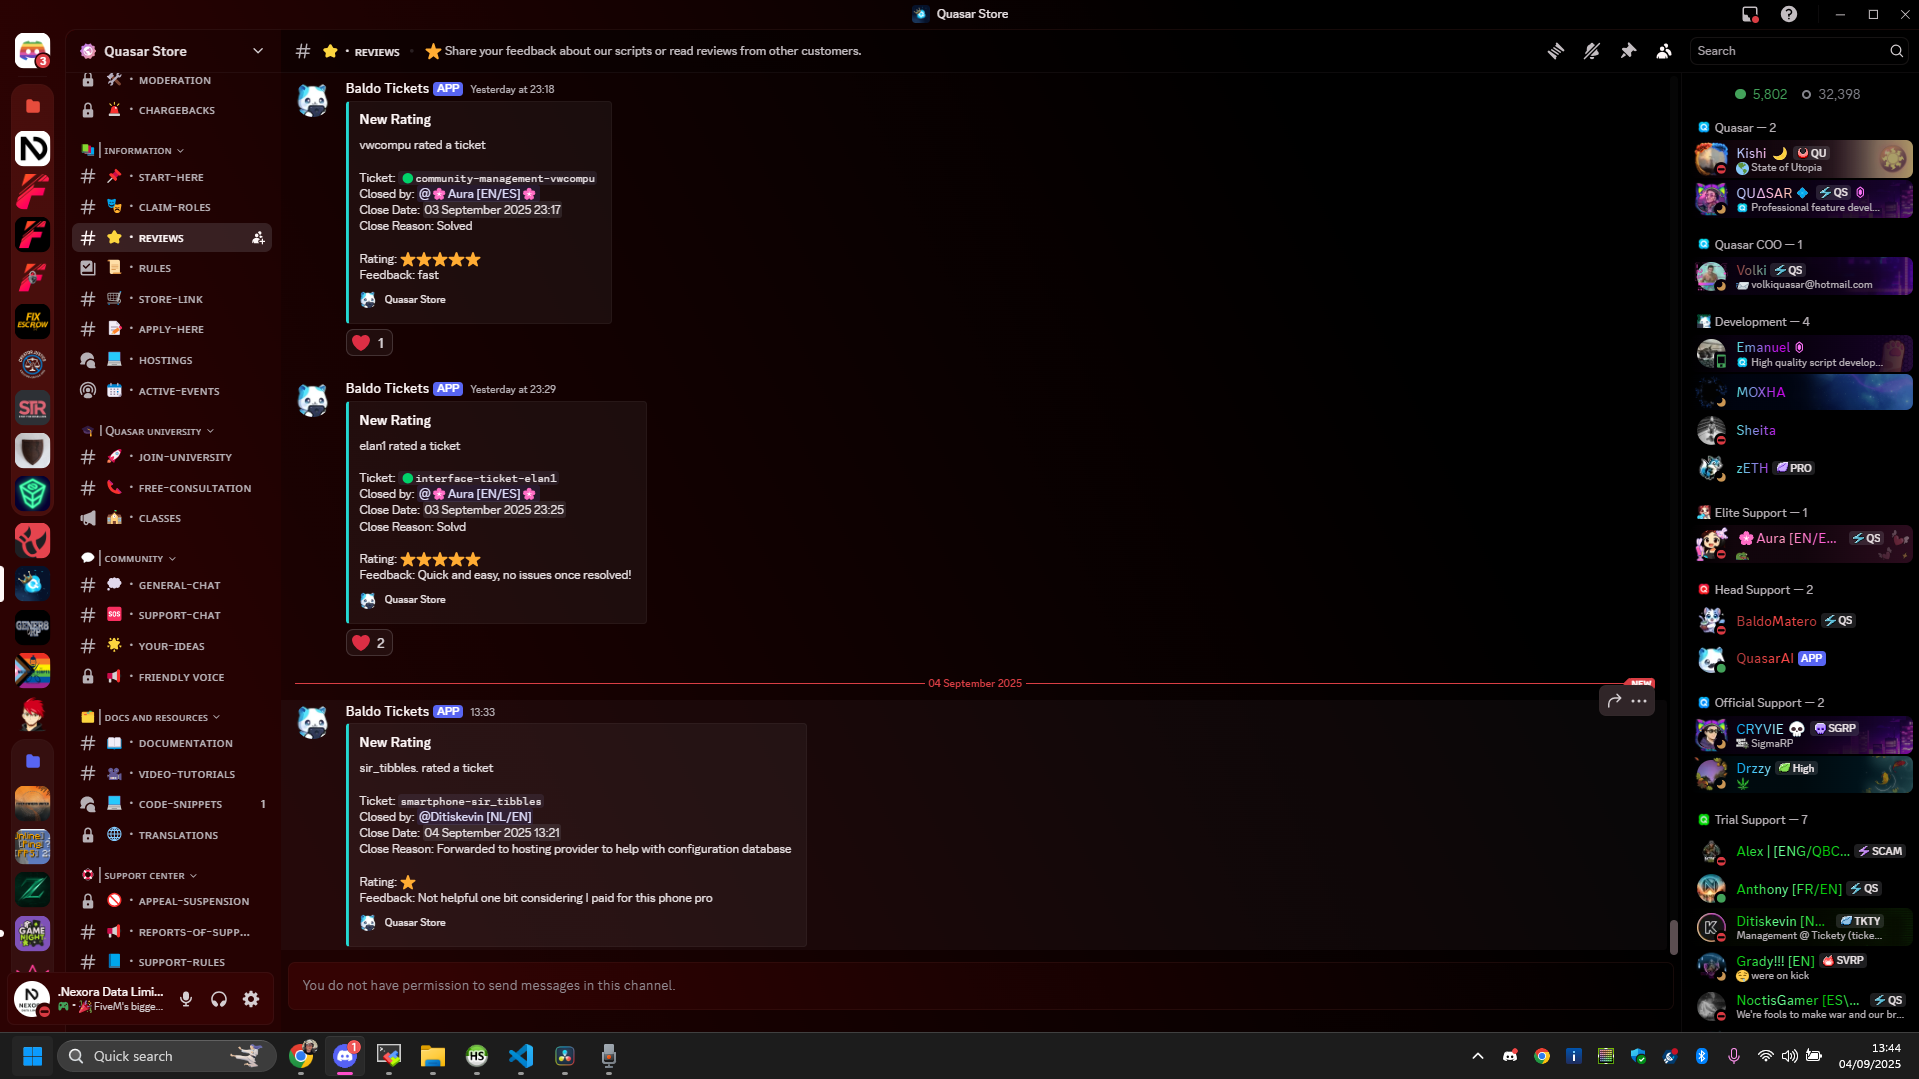 Quasar Store
3
Quasar Store
MODERATION
CHARGEBACKS
INFORMATION
START-HERE
CLAIM-ROLES
REVIEWS
RULES
STORE-LINK
APPLY-HERE
HOSTINGS
ACTIVE-EVENTS
QUASAR UNIVERSITY
JOIN-UNIVERSITY
FREE-CONSULTATION
CLASSES
COMMUNITY
GENERAL-CHAT
SUPPORT-CHAT
YOUR-IDEAS
FRIENDLY VOICE
DOCS AND RESOURCES
DOCUMENTATION
VIDEO-TUTORIALS
CODE-SNIPPETS 1
TRANSLATIONS
SUPPORT CENTER
APPEAL-SUSPENSION
REPORTS-OF-SUPP...
SUPPORT-RULES
FIX
ESCROW
STR
GENER8
GAME
NIGHT
.Nexora Data Limi...
FiveM's bigge...
REVIEWS
Share your feedback about our scripts or read reviews from other customers.
Search
Baldo Tickets APP Yesterday at 23:18
New Rating
vwcompu rated a ticket
Ticket: community-management-vwcompu
Closed by: @🌸Aura [EN/ES]🌸
Close Date: 03 September 2025 23:17
Close Reason: Solved
Rating: ⭐⭐⭐⭐⭐
Feedback: fast
Quasar Store
1
Baldo Tickets APP Yesterday at 23:29
New Rating
elan1 rated a ticket
Ticket: interface-ticket-elan1
Closed by: @🌸Aura [EN/ES]🌸
Close Date: 03 September 2025 23:25
Close Reason: Solvd
Rating: ⭐⭐⭐⭐⭐
Feedback: Quick and easy, no issues once resolved!
Quasar Store
2
04 September 2025
NEW
Baldo Tickets APP 13:33
New Rating
sir_tibbles. rated a ticket
Ticket: smartphone-sir_tibbles
Closed by: @Ditiskevin [NL/EN]
Close Date: 04 September 2025 13:21
Close Reason: Forwarded to hosting provider to help with configuration database
Rating: ⭐
Feedback: Not helpful one bit considering I paid for this phone pro
Quasar Store
You do not have permission to send messages in this channel.
5,802 32,398
Quasar — 2
Kishi QU
State of Utopia
QUΔSAR QS
Professional feature devel...
Quasar COO — 1
Volki QS
volkiquasar@hotmail.com
Development — 4
Emanuel
High quality script develop...
MOXHA
Sheita
zETH PRO
Elite Support — 1
🌸Aura [EN/E... QS
Head Support — 2
BaldoMatero QS
QuasarAI APP
Official Support — 2
CRYVIE SGRP
SigmaRP
Drzzy High
Trial Support — 7
Alex | [ENG/QBC... SCAM
Anthony [FR/EN] QS
Ditiskevin [N... TKTY
Management @ Tickety (ticke...
Grady!!! [EN] SVRP
were on kick
NoctisGamer [ES\... QS
We're fools to make war and our br...
Quick search
1
HS
13:44
04/09/2025